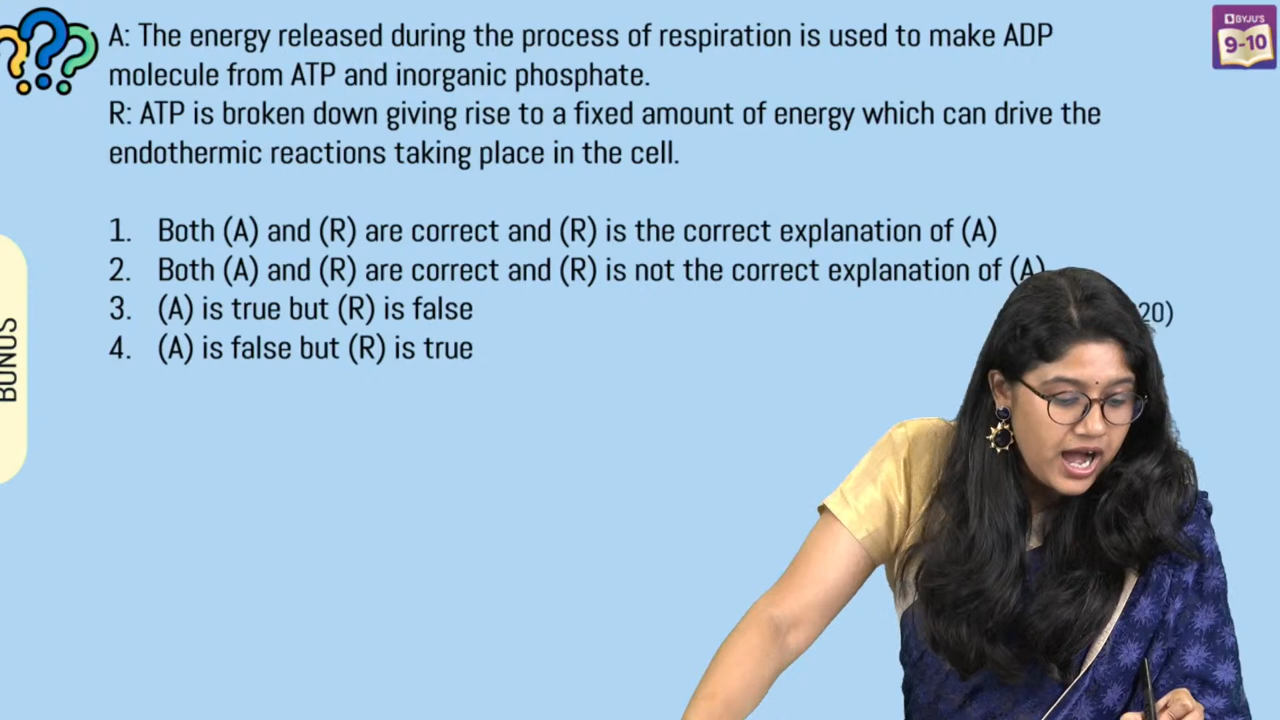 A: The energy released during the process of respiration is used to make ADP
molecule from ATP and inorganic phosphate.
R: ATP is broken down giving rise to a fixed amount of energy which can drive the
endothermic reactions taking place in the cell.
1. Both (A) and (R) are correct and (R) is the correct explanation of (A)
2. Both (A) and (R) are correct and (R) is not the correct explanation of (A)
3. (A) is true but (R) is false
20)
4. (A) is false but (R) is true
BYJU'S
9-10
BONUS